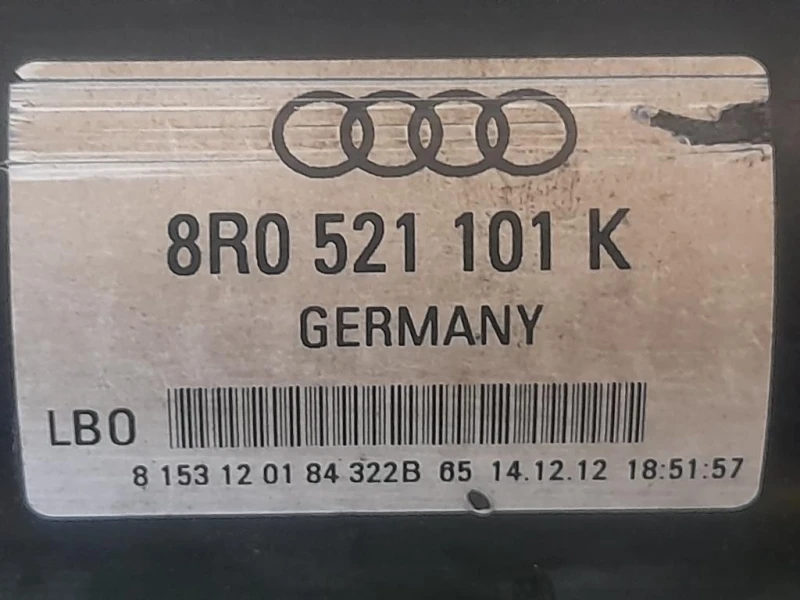 8R0 521 101 K
GERMANY
LBO
8 153 12 01 84 322B 65 14.12.12 18:51:57